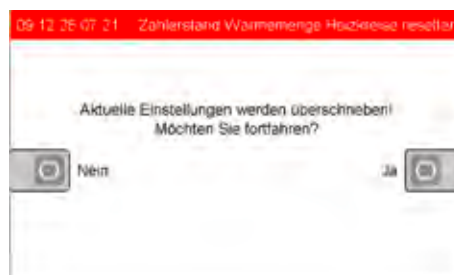 09 12 26 07 21 Zählerstand Wärmemenge Heizkreise resetten
Aktuelle Einstellungen werden überschrieben!
Möchten Sie fortfahren?
Nein
Ja